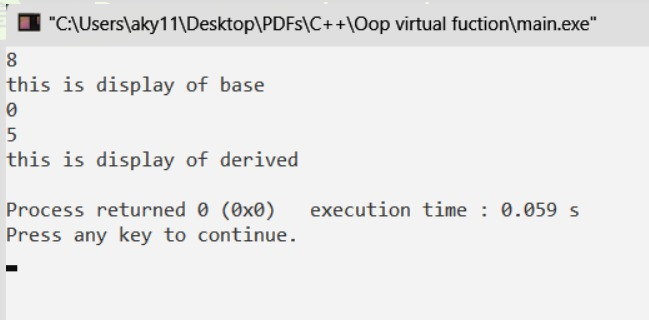 "C:\Users\aky11\Desktop\PDFs\C++\Oop virtual fuction\main.exe"
8
this is display of base
0
5
this is display of derived
Process returned 0 (0x0)   execution time : 0.059 s
Press any key to continue.